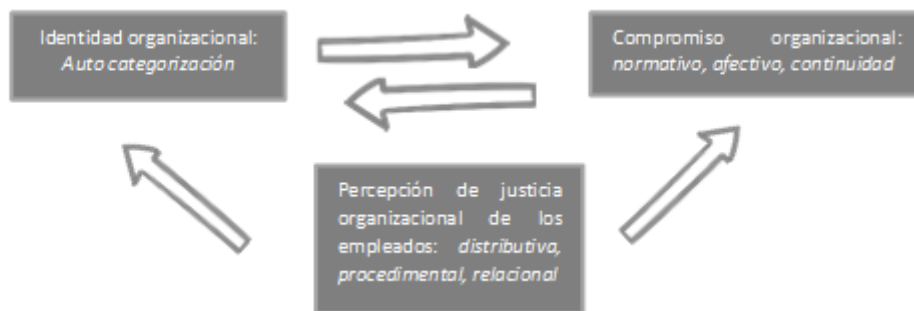 Identidad organizacional:
Auto categorización
Compromiso organizacional:
normativo, afectivo, continuidad
Percepción de justicia
organizacional de los
empleados: distributiva,
procedimental, relacional